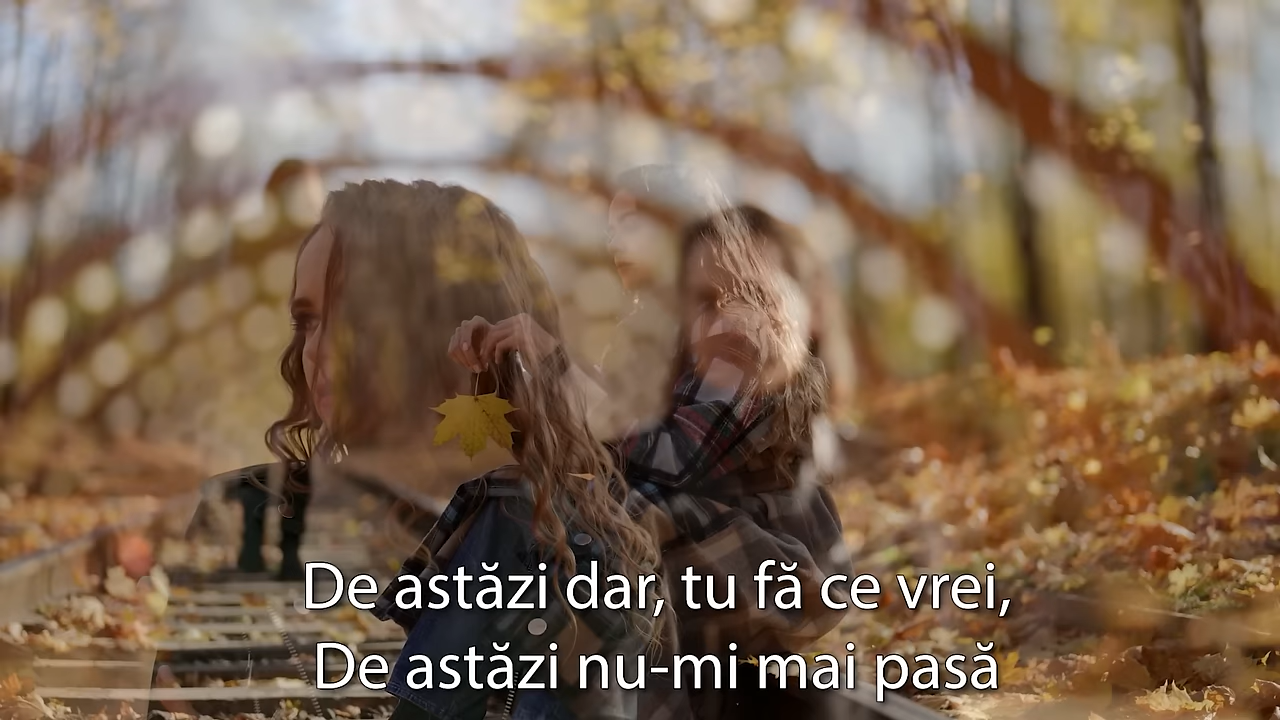 De astăzi dar, tu fă ce vrei,
De astăzi nu-mi mai pasă